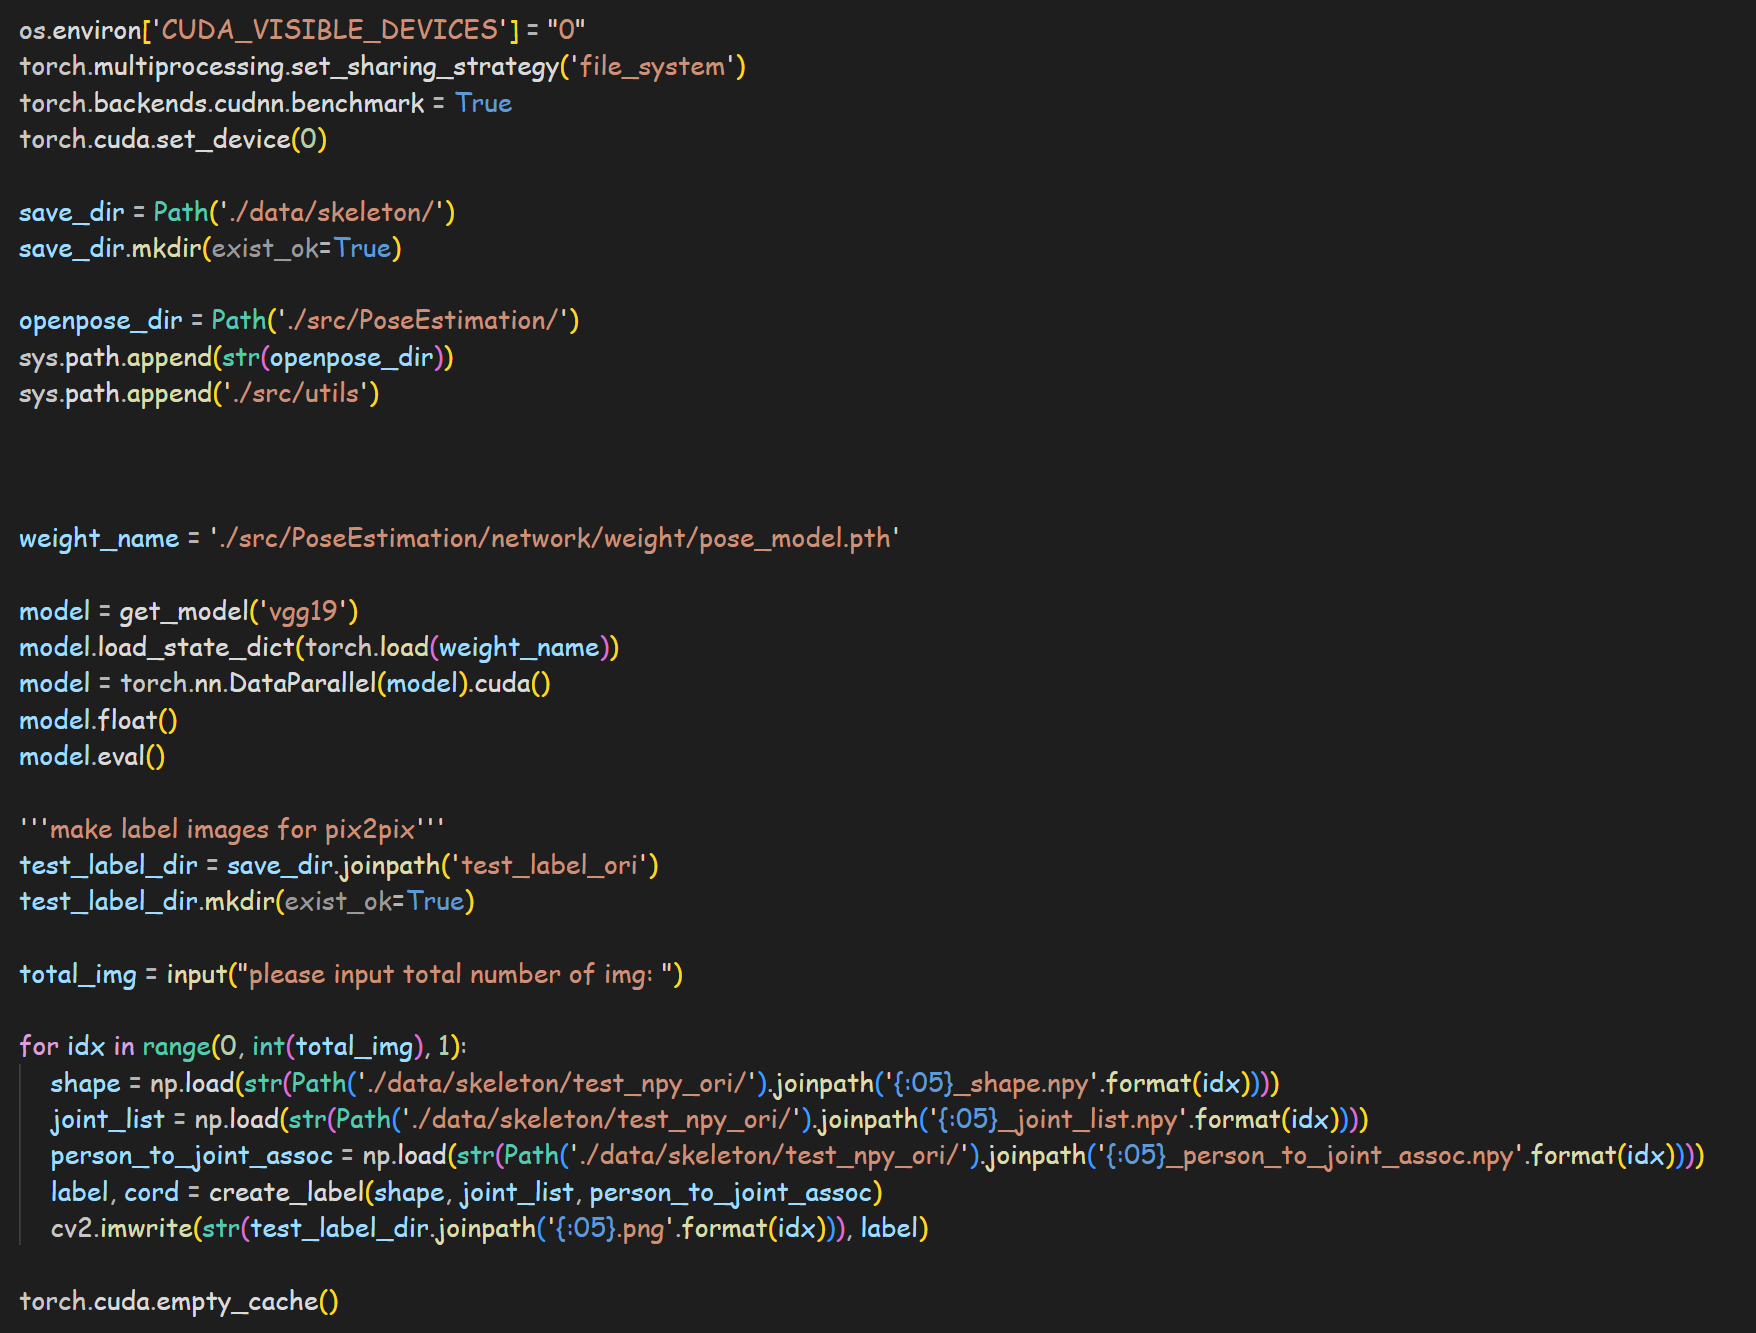 os.environ['CUDA_VISIBLE_DEVICES'] = "0"
torch.multiprocessing.set_sharing_strategy('file_system')
torch.backends.cudnn.benchmark = True
torch.cuda.set_device(0)
save_dir = Path('./data/skeleton/')
save_dir.mkdir(exist_ok=True)
openpose_dir = Path('./src/PoseEstimation/')
sys.path.append(str(openpose_dir))
sys.path.append('./src/utils')
weight_name = './src/PoseEstimation/network/weight/pose_model.pth'
model = get_model('vgg19')
model.load_state_dict(torch.load(weight_name))
model = torch.nn.DataParallel(model).cuda()
model.float()
model.eval()
'''make label images for pix2pix'''
test_label_dir = save_dir.joinpath('test_label_ori')
test_label_dir.mkdir(exist_ok=True)
total_img = input("please input total number of img: ")
for idx in range(0, int(total_img), 1):
    shape = np.load(str(Path('./data/skeleton/test_npy_ori/').joinpath('{:05}_shape.npy'.format(idx))))
    joint_list = np.load(str(Path('./data/skeleton/test_npy_ori/').joinpath('{:05}_joint_list.npy'.format(idx))))
    person_to_joint_assoc = np.load(str(Path('./data/skeleton/test_npy_ori/').joinpath('{:05}_person_to_joint_assoc.npy'.format(idx))))
    label, cord = create_label(shape, joint_list, person_to_joint_assoc)
    cv2.imwrite(str(test_label_dir.joinpath('{:05}.png'.format(idx))), label)
torch.cuda.empty_cache()